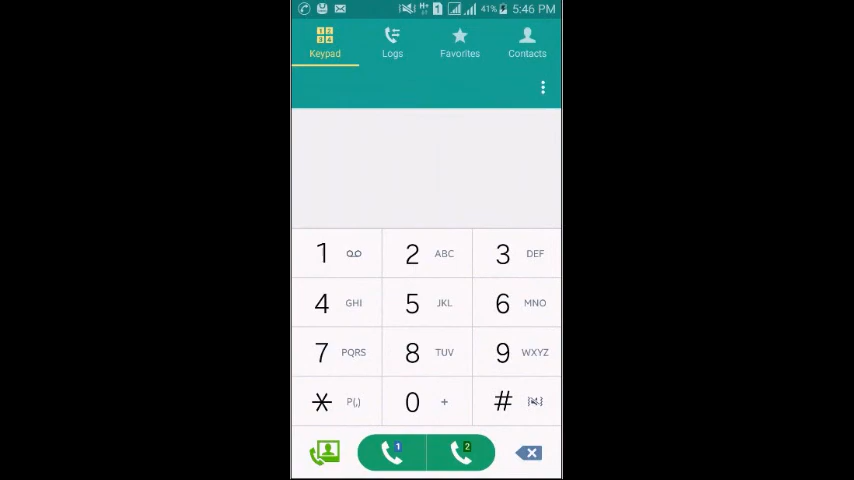 H+ 1 41% 5:46 PM
Keypad Logs Favorites Contacts
1 2 ABC 3 DEF
4 GHI 5 JKL 6 MNO
7 PQRS 8 TUV 9 WXYZ
* P(,) 0 + #
1 2